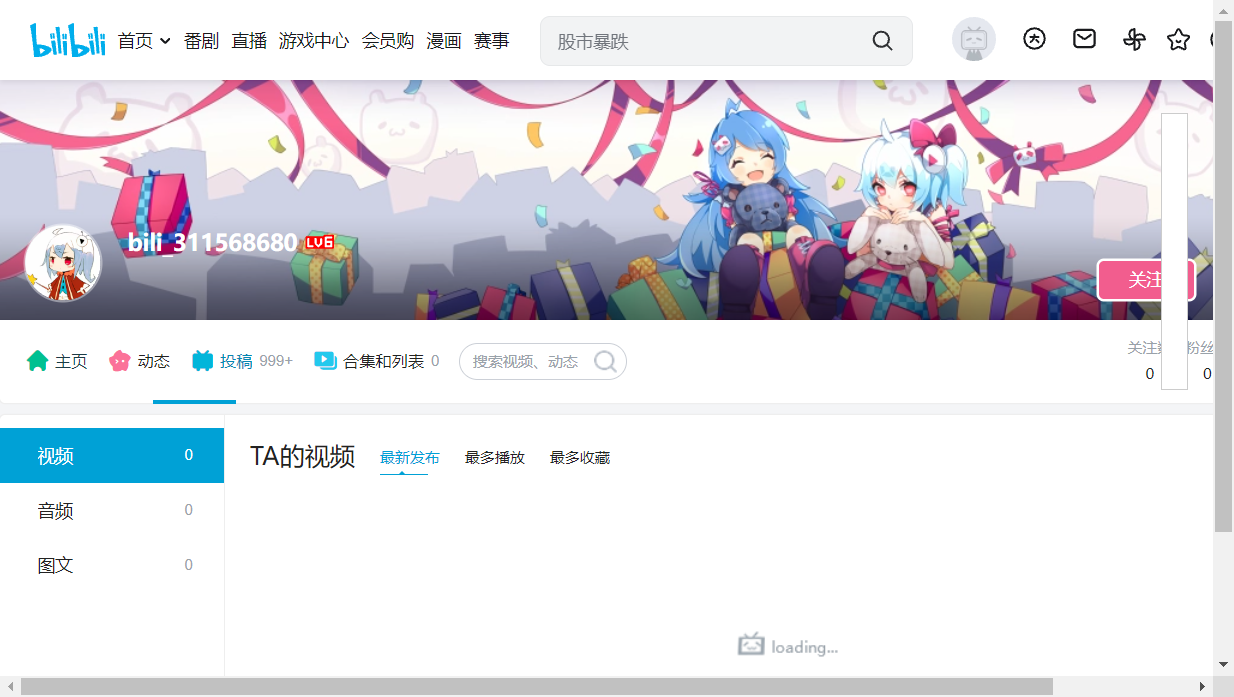 bilibili 首页 番剧 直播 游戏中心 会员购 漫画 赛事 股市暴跌
bili_311568680 LV6
关注
主页 动态 投稿 999+ 合集和列表 0 搜索视频、动态
关注 粉丝
0 0
视频 0
TA的视频 最新发布 最多播放 最多收藏
音频 0
图文 0
loading...